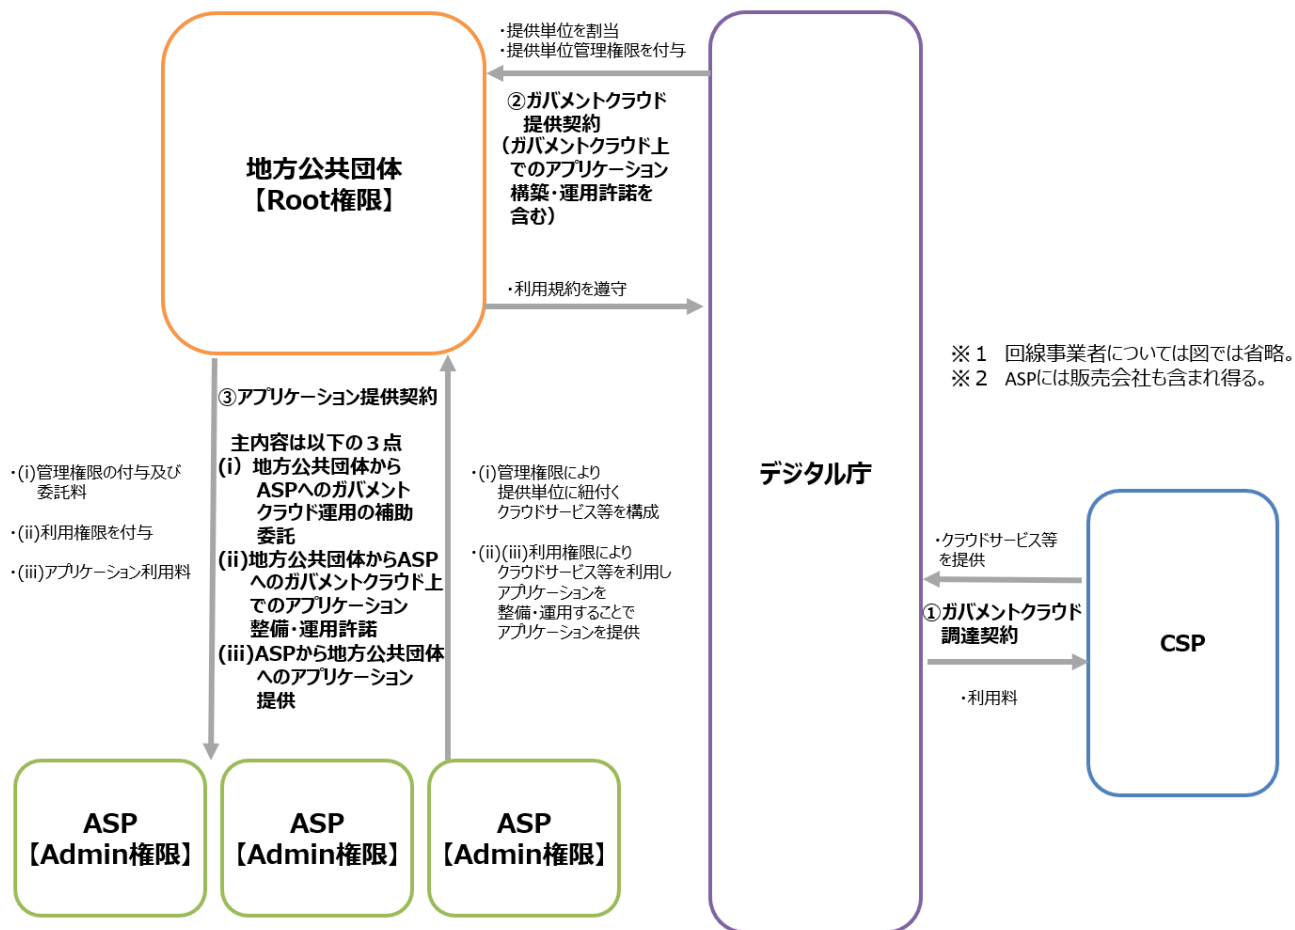 ・提供単位を割当
・提供単位管理権限を付与
②ガバメントクラウド
提供契約
（ガバメントクラウド上
でのアプリケーション
構築・運用許諾を
含む）
地方公共団体
【Root権限】
・利用規約を遵守
デジタル庁
※１　回線事業者については図では省略。
※２　ASPには販売会社も含まれ得る。
③アプリケーション提供契約
主内容は以下の３点
(i) 地方公共団体から
ASPへのガバメント
クラウド運用の補助
委託
(ii)地方公共団体からASP
へのガバメントクラウド上
でのアプリケーション
整備・運用許諾
(iii)ASPから地方公共団体
へのアプリケーション
提供
・(i)管理権限の付与及び
委託料
・(ii)利用権限を付与
・(iii)アプリケーション利用料
・(i)管理権限により
提供単位に紐付く
クラウドサービス等を構成
・(ii)(iii)利用権限により
クラウドサービス等を利用し
アプリケーションを
整備・運用することで
アプリケーションを提供
・クラウドサービス等
を提供
①ガバメントクラウド
調達契約
・利用料
CSP
ASP
【Admin権限】
ASP
【Admin権限】
ASP
【Admin権限】